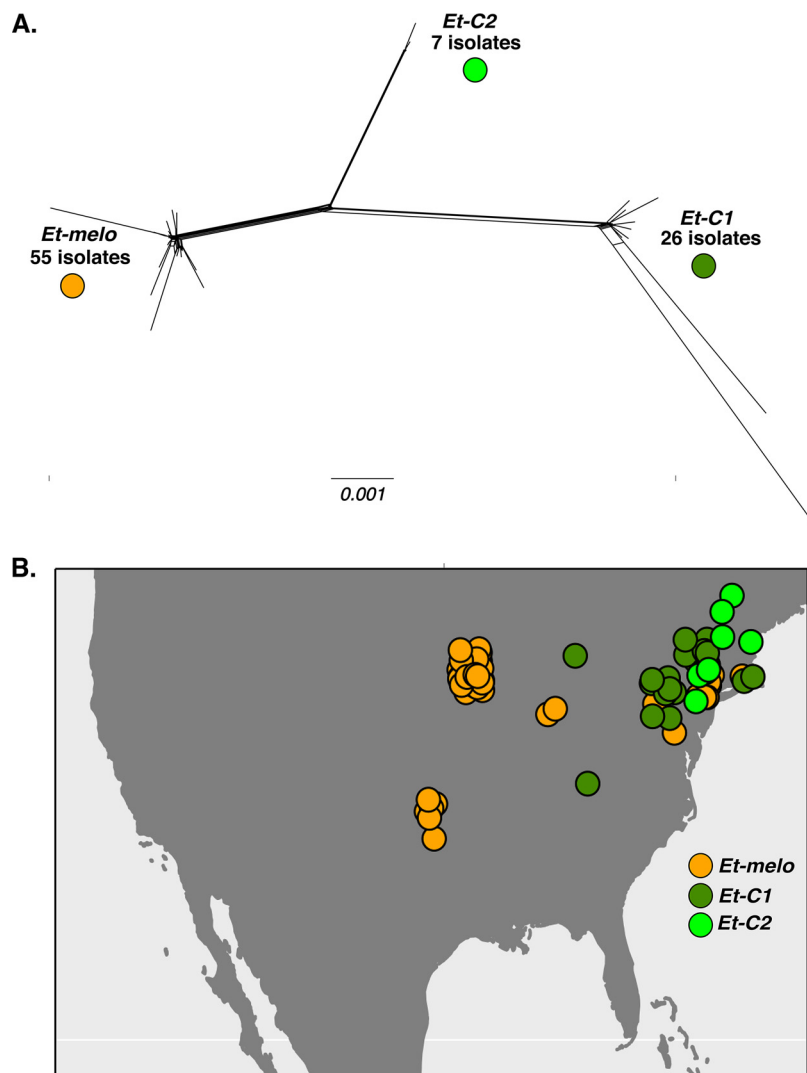 A.
Et-C2
7 isolates
Et-melo
55 isolates
Et-C1
26 isolates
0.001
B.
Et-melo
Et-C1
Et-C2